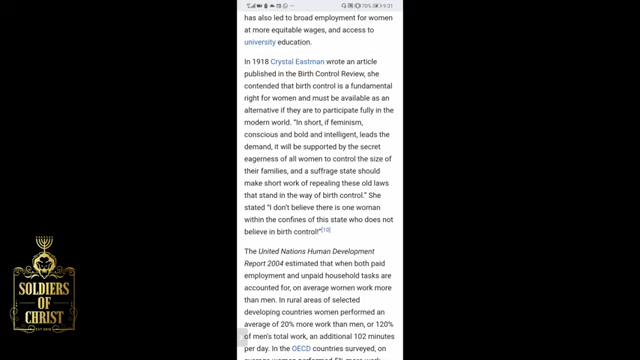 70% 9:31
has also led to broad employment for women
at more equitable wages, and access to
university education.
In 1918 Crystal Eastman wrote an article
published in the Birth Control Review, she
contended that birth control is a fundamental
right for women and must be available as an
alternative if they are to participate fully in the
modern world. "In short, if feminism,
conscious and bold and intelligent, leads the
demand, it will be supported by the secret
eagerness of all women to control the size of
their families, and a suffrage state should
make short work of repealing these old laws
that stand in the way of birth control." She
stated "I don't believe there is one woman
within the confines of this state who does not
believe in birth control!"[10]
The United Nations Human Development
Report 2004 estimated that when both paid
employment and unpaid household tasks are
accounted for, on average women work more
than men. In rural areas of selected
developing countries women performed an
average of 20% more work than men, or 120%
of men's total work, an additional 102 minutes
per day. In the OECD countries surveyed, on
average women performed 5% more work
SOLDIERS
OF
CHRIST